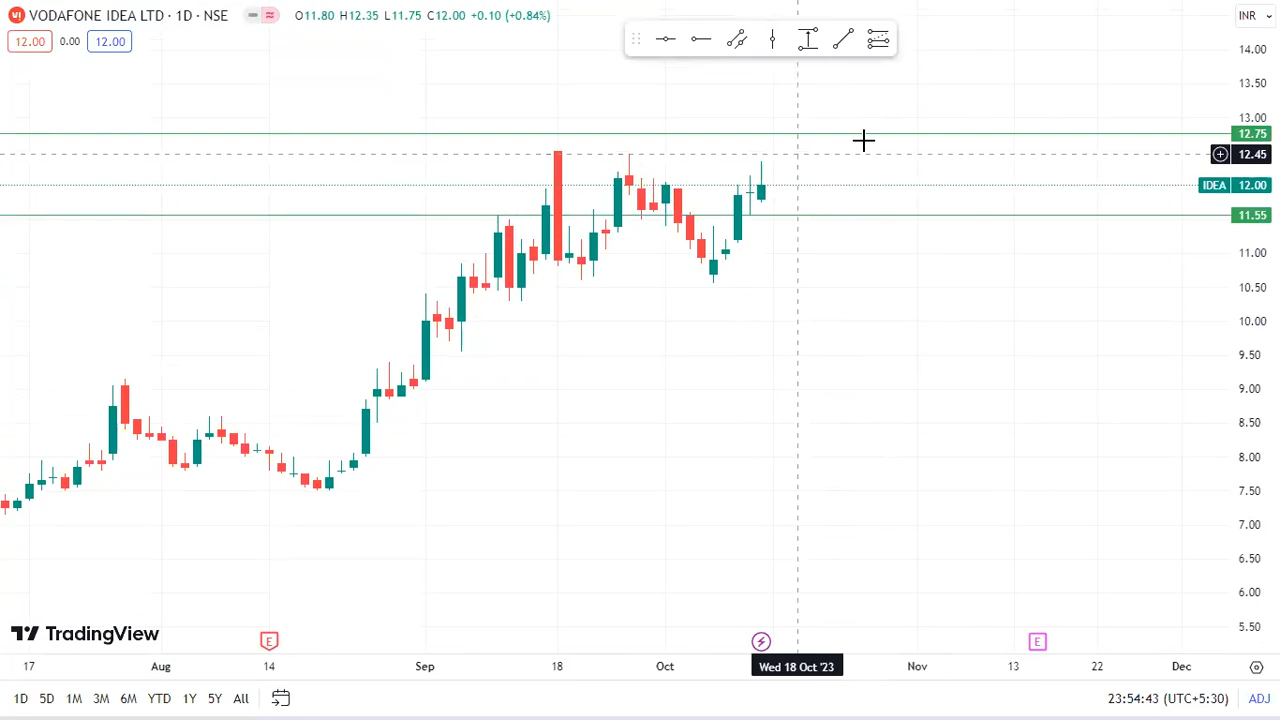 VODAFONE IDEA LTD · 1D · NSE O11.80 H12.35 L11.75 C12.00 +0.10 (+0.84%) INR
12.00 0.00 12.00
14.00
13.50
13.00
12.75
12.45
IDEA 12.00
11.55
11.00
10.50
10.00
9.50
9.00
8.50
8.00
7.50
7.00
6.50
6.00
5.50
TradingView
E E
17 Aug 14 Sep 18 Oct Wed 18 Oct '23 Nov 13 22 Dec
1D 5D 1M 3M 6M YTD 1Y 5Y All 23:54:43 (UTC+5:30) ADJ